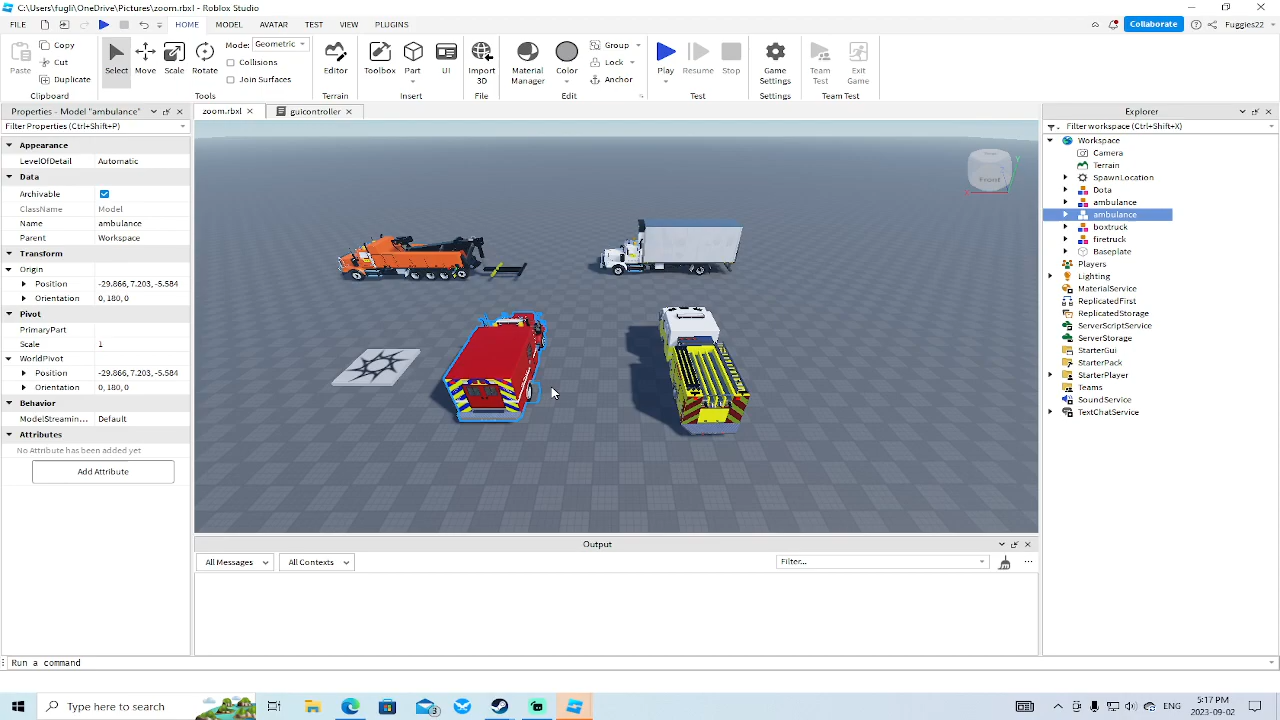 C:\Users\fugli\OneDrive\Pictures\zoom.rbxl - Roblox Studio
FILE HOME MODEL AVATAR TEST VIEW PLUGINS Collaborate Fuggles22
Paste Copy Cut Duplicate Clipboard
Select Move Scale Rotate Mode: Geometric Collisions Join Surfaces Tools
Editor Terrain
Toolbox Part UI Insert
Import 3D File
Material Manager Color Group Lock Anchor Edit
Play Resume Stop Test
Game Settings Settings
Team Test Exit Game Team Test
Properties - Model "ambulance"
Filter Properties (Ctrl+Shift+P)
Appearance
LevelOfDetail Automatic
Data
Archivable
ClassName Model
Name ambulance
Parent Workspace
Transform
Origin
Position -29.866, 7.203, -5.584
Orientation 0, 180, 0
Pivot
PrimaryPart
Scale 1
WorldPivot
Position -29.866, 7.203, -5.584
Orientation 0, 180, 0
Behavior
ModelStreamin... Default
Attributes
No Attribute has been added yet
Add Attribute
zoom.rbxl guicontroller
Front
Output
All Messages All Contexts Filter...
Explorer
Filter workspace (Ctrl+Shift+X)
Workspace
Camera
Terrain
SpawnLocation
Dota
ambulance
ambulance
boxtruck
firetruck
Baseplate
Players
Lighting
MaterialService
ReplicatedFirst
ReplicatedStorage
ServerScriptService
ServerStorage
StarterGui
StarterPack
StarterPlayer
Teams
SoundService
TextChatService
Run a command
Type here to search
ENG
5:17 PM
2023-09-02